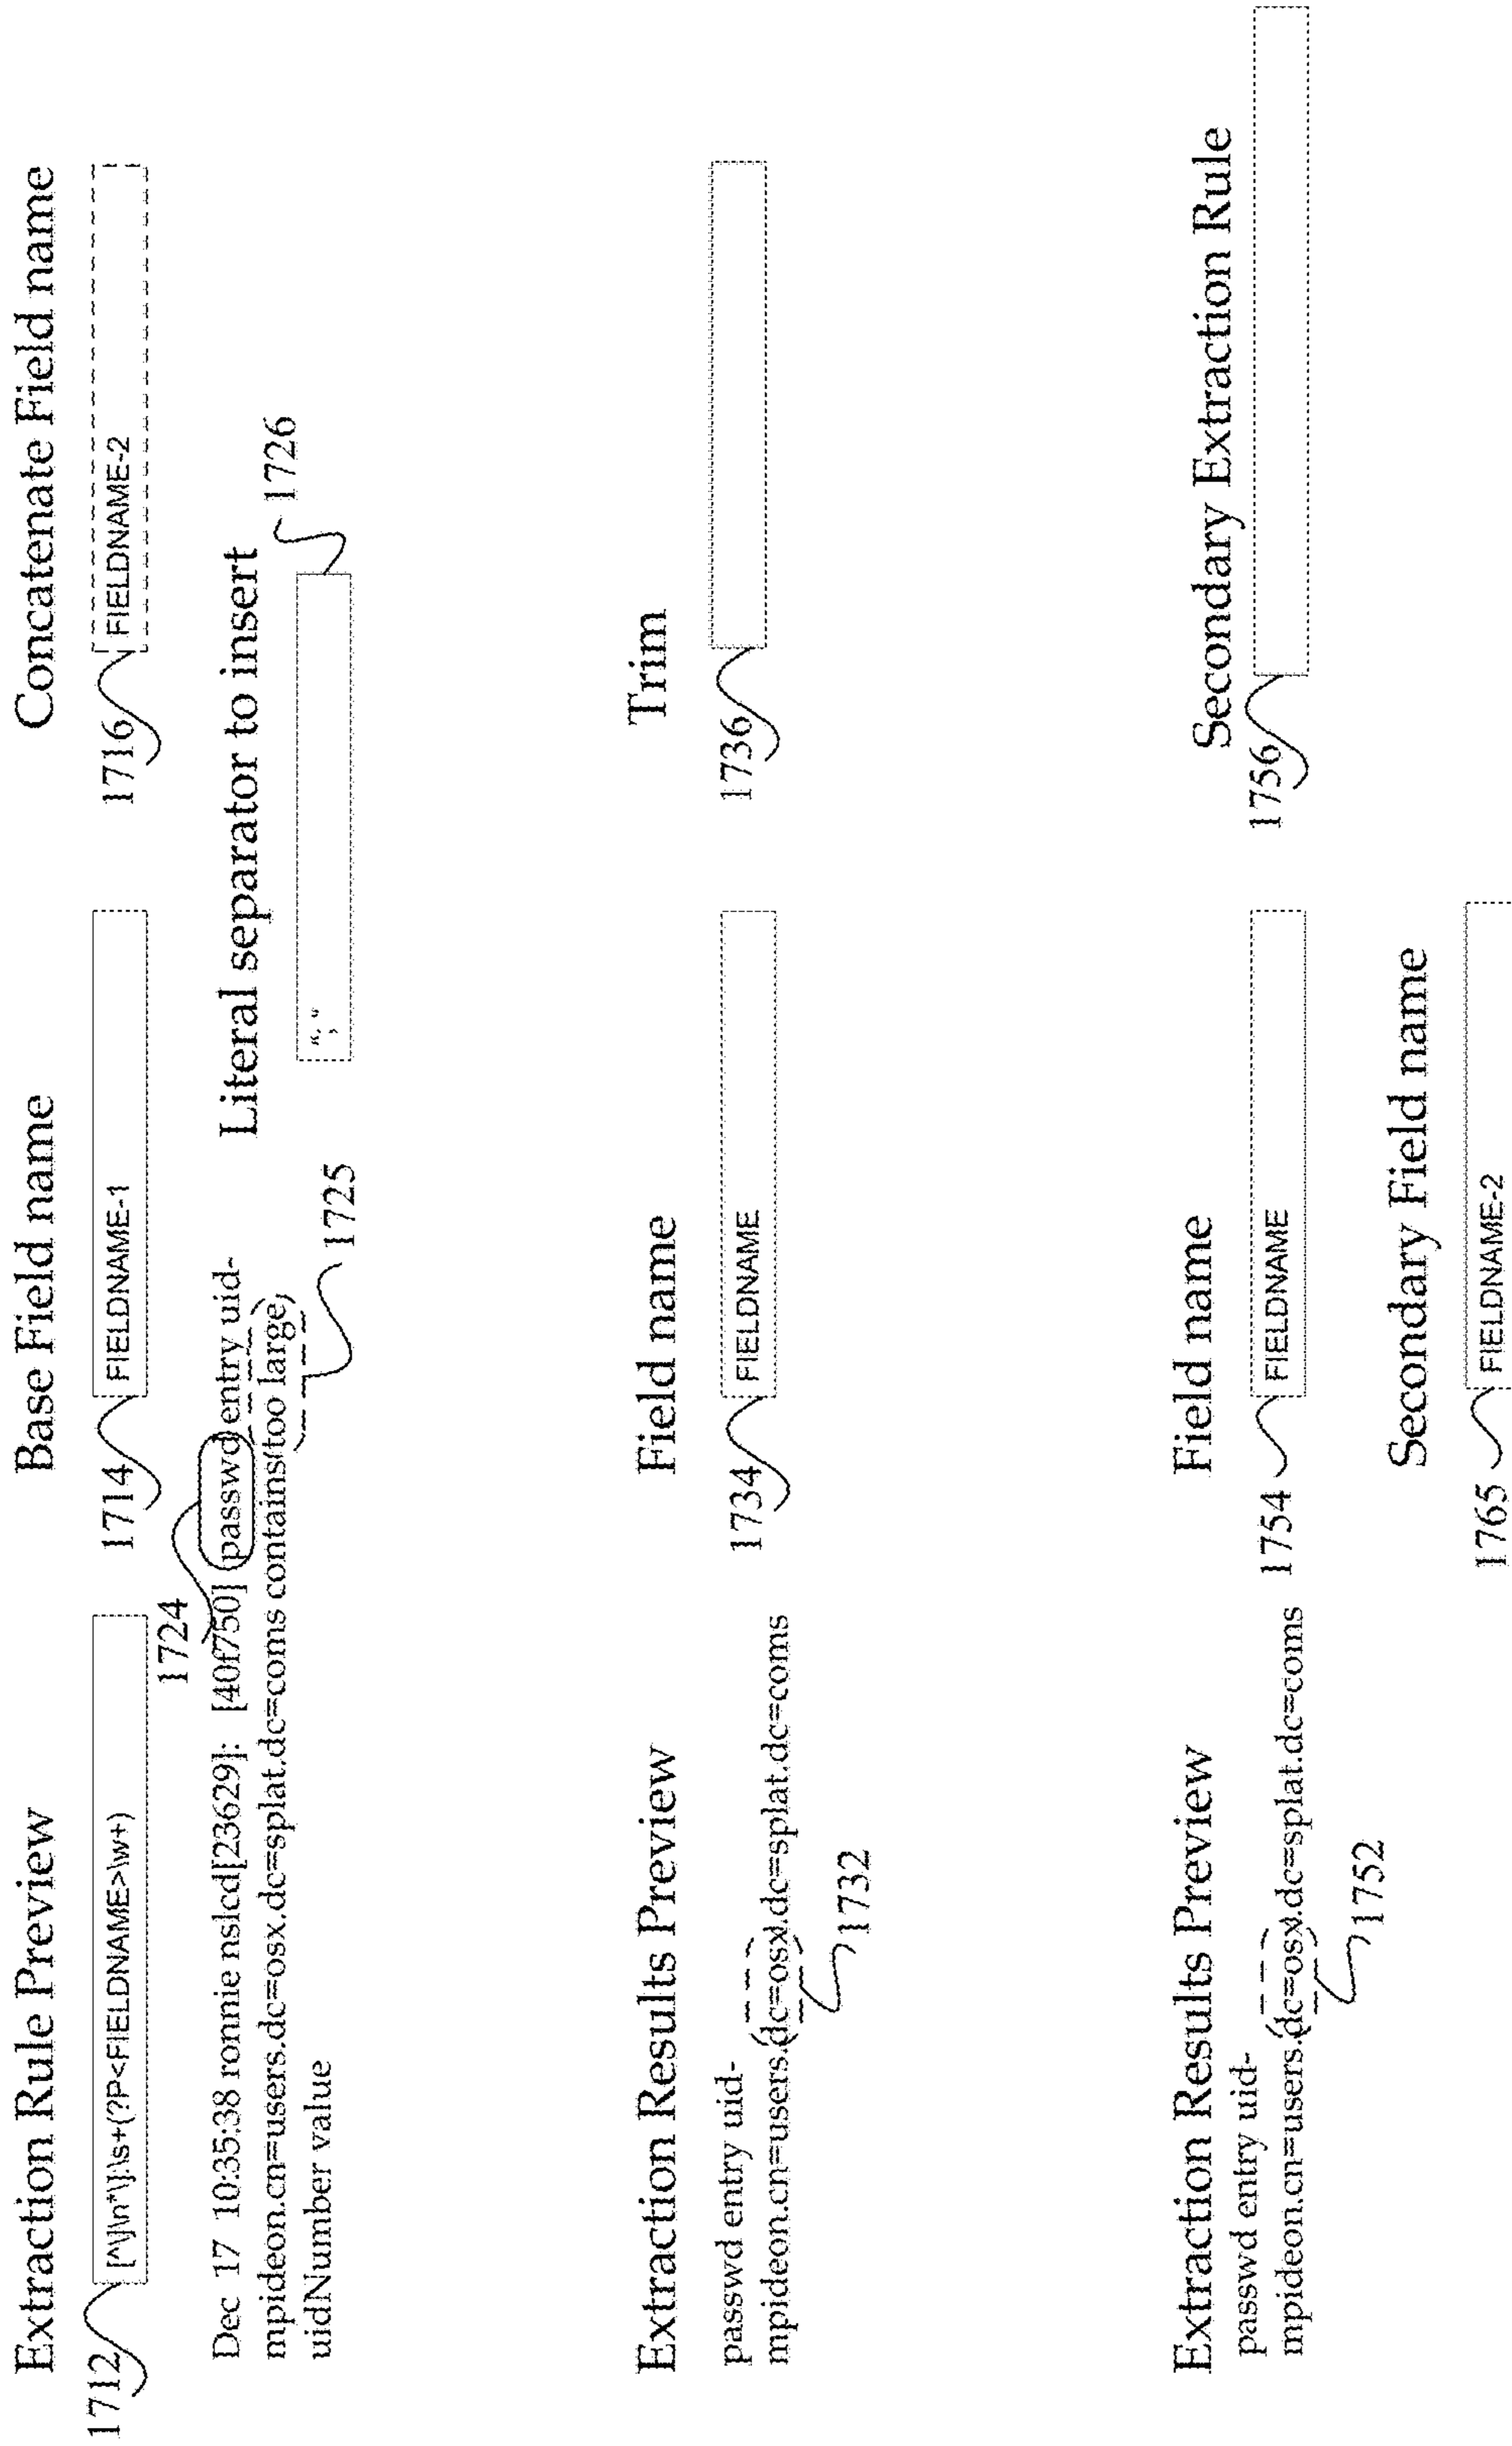 Extraction Rule Preview
Base Field name
Concatenate Field name
1712
[^\]\n*\]:\s+(?P<FIELDNAME>\w+)
1714
FIELDNAME-1
1716
FIELDNAME-2
1724
Dec 17 10:35:38 ronnie nslcd[23629]: [40f750] passwd entry uid-
mpideon.cn=users.dc=osx.dc=splat.dc=coms contains too large
uidNumber value
1725
Literal separator to insert
"; "
1726
Extraction Results Preview
Field name
Trim
passwd entry uid-
mpideon.cn=users.dc=osx.dc=splat.dc=coms
1732
1734
FIELDNAME
1736
Extraction Results Preview
Field name
Secondary Extraction Rule
passwd entry uid-
mpideon.cn=users.dc=osx.dc=splat.dc=coms
1752
1754
FIELDNAME
1756
Secondary Field name
1765
FIELDNAME-2